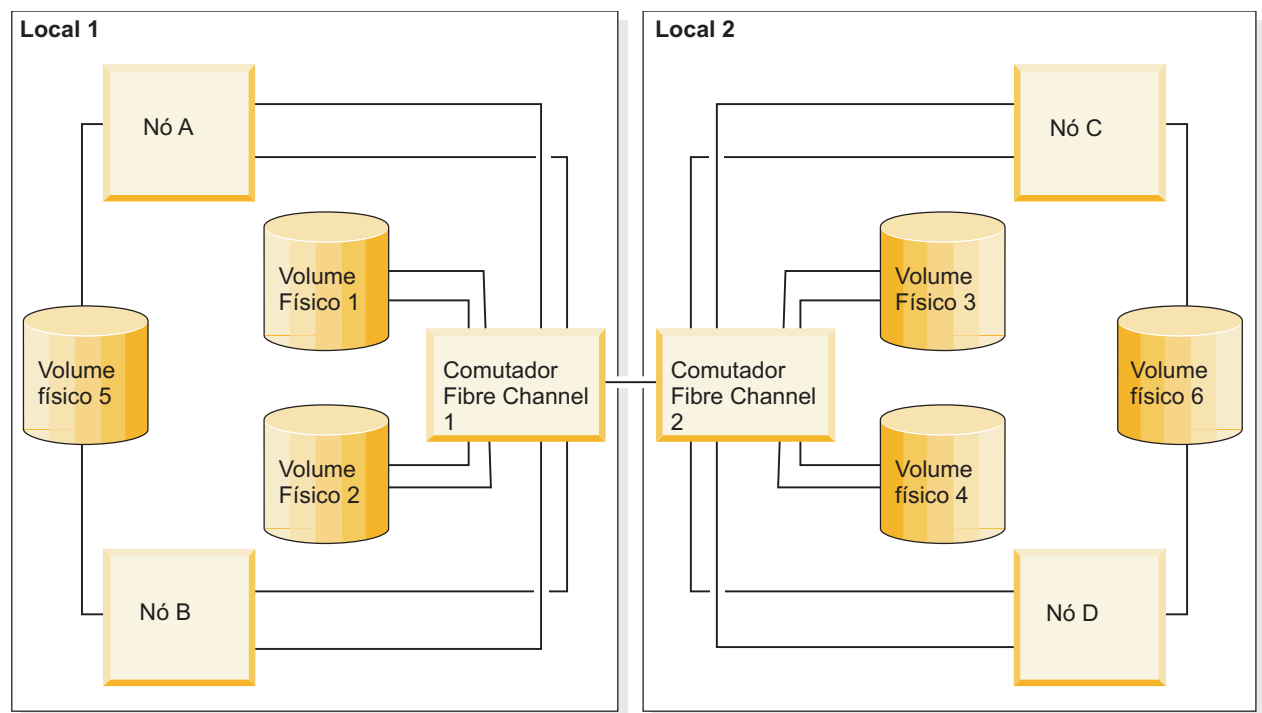 Local 1
Local 2
Nó A
Nó C
Volume
Físico 1
Volume
Físico 3
Volume
físico 5
Comutador
Fibre Channel
1
Comutador
Fibre Channel
2
Volume
físico 6
Volume
Físico 2
Volume
físico 4
Nó B
Nó D